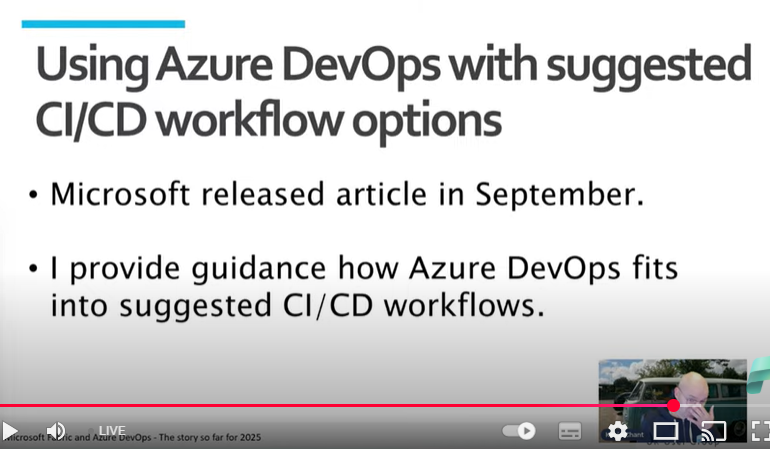 Using Azure DevOps with suggested
CI/CD workflow options
• Microsoft released article in September.
• I provide guidance how Azure DevOps fits
into suggested CI/CD workflows.
LIVE
Microsoft Fabric and Azure DevOps - The story so far for 2025